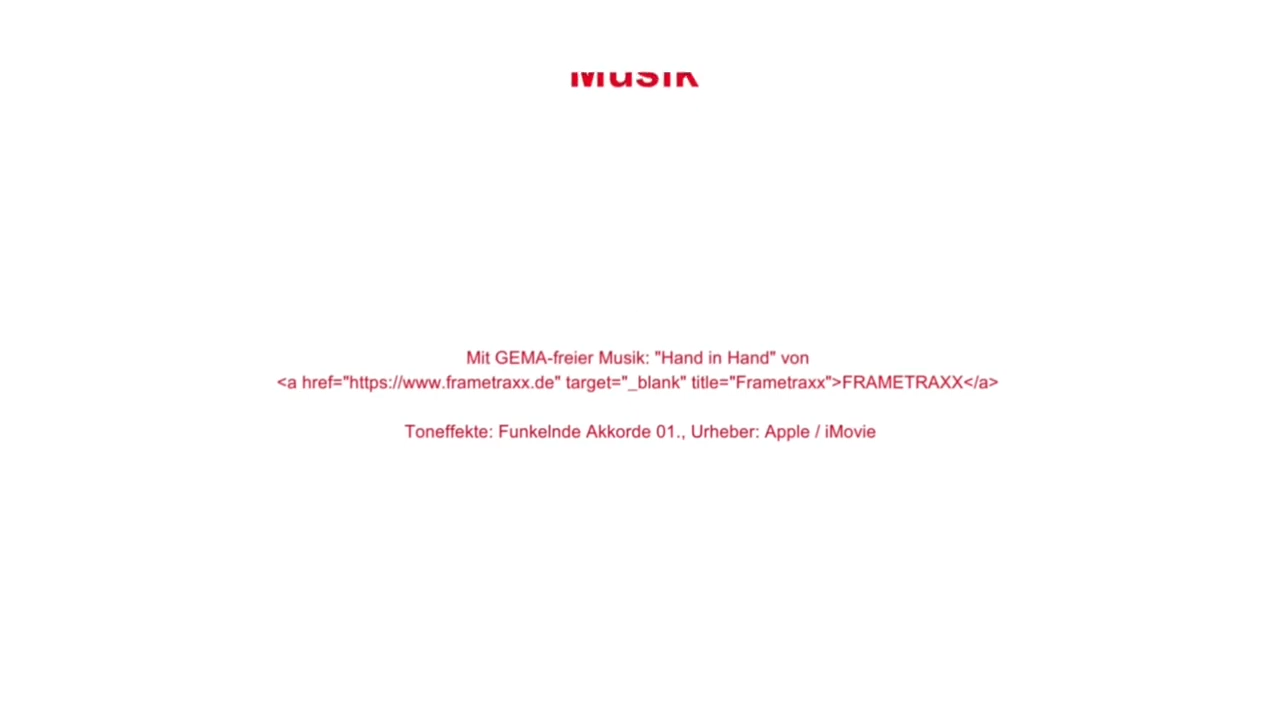 Musik
Mit GEMA-freier Musik: "Hand in Hand" von
<a href="https://www.frametraxx.de" target="_blank" title="Frametraxx">FRAMETRAXX</a>
Toneffekte: Funkelnde Akkorde 01., Urheber: Apple / iMovie